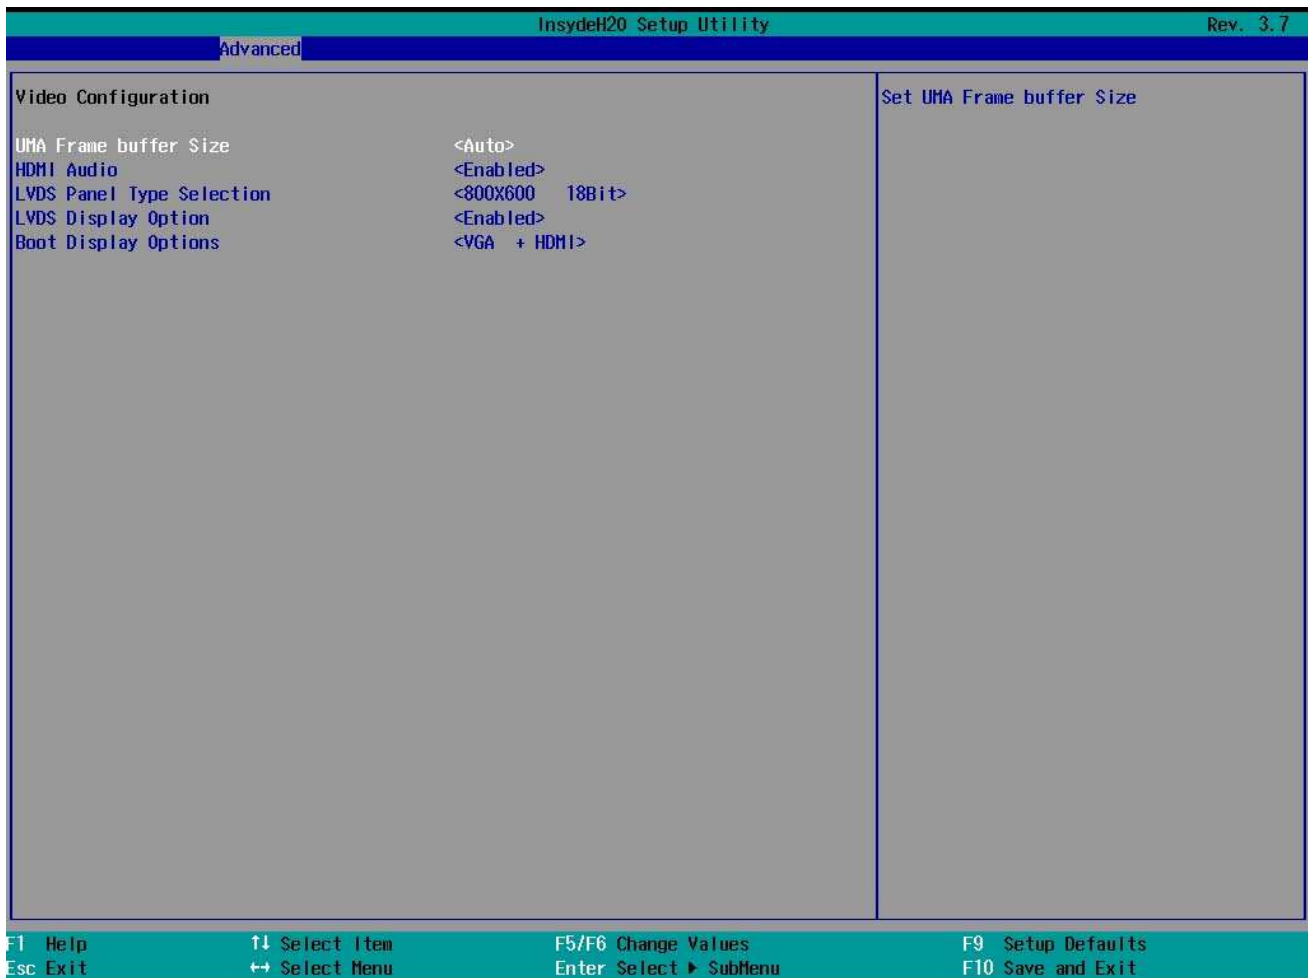 InsydeH20 Setup Utility Rev. 3.7
Advanced
Video Configuration
Set UMA Frame buffer Size
UMA Frame buffer Size <Auto>
HDMI Audio <Enabled>
LVDS Panel Type Selection <800X600 18Bit>
LVDS Display Option <Enabled>
Boot Display Options <VGA + HDMI>
F1 Help ↑↓ Select Item F5/F6 Change Values F9 Setup Defaults
Esc Exit ↔ Select Menu Enter Select ▶ SubMenu F10 Save and Exit